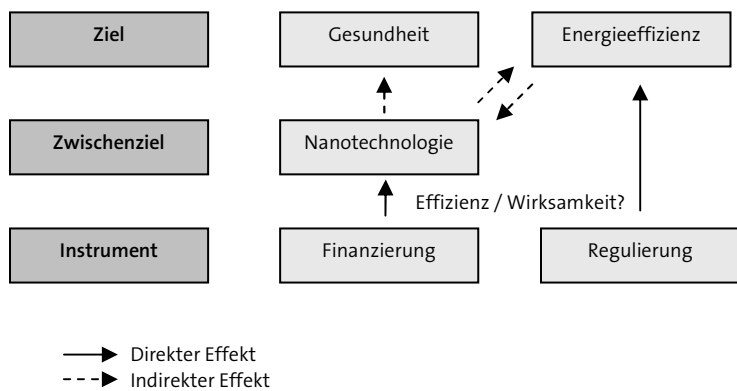 Ziel
Gesundheit
Energieeffizienz
Zwischenziel
Nanotechnologie
Effizienz / Wirksamkeit?
Instrument
Finanzierung
Regulierung
Direkter Effekt
Indirekter Effekt